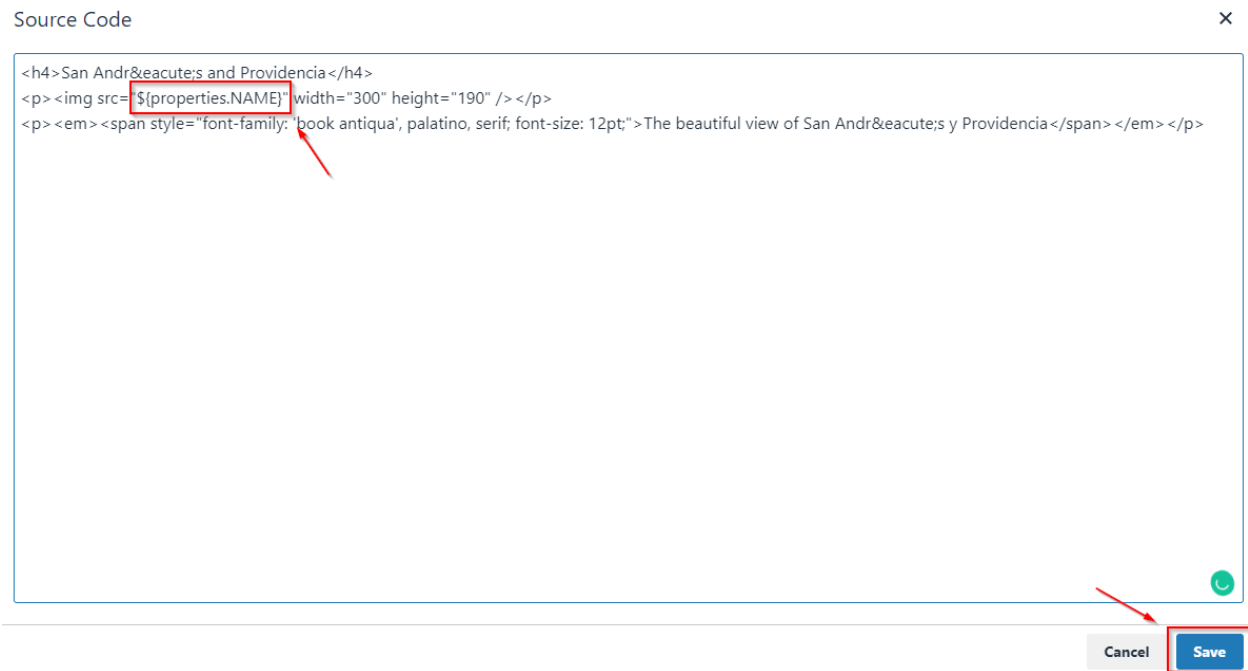 Source Code
<h4>San Andr&eacute;s and Providencia</h4>
<p><img src="${properties.NAME}" width="300" height="190" /></p>
<p><em><span style="font-family: 'book antiqua', palatino, serif; font-size: 12pt;">The beautiful view of San Andr&eacute;s y Providencia</span></em></p>
Cancel Save